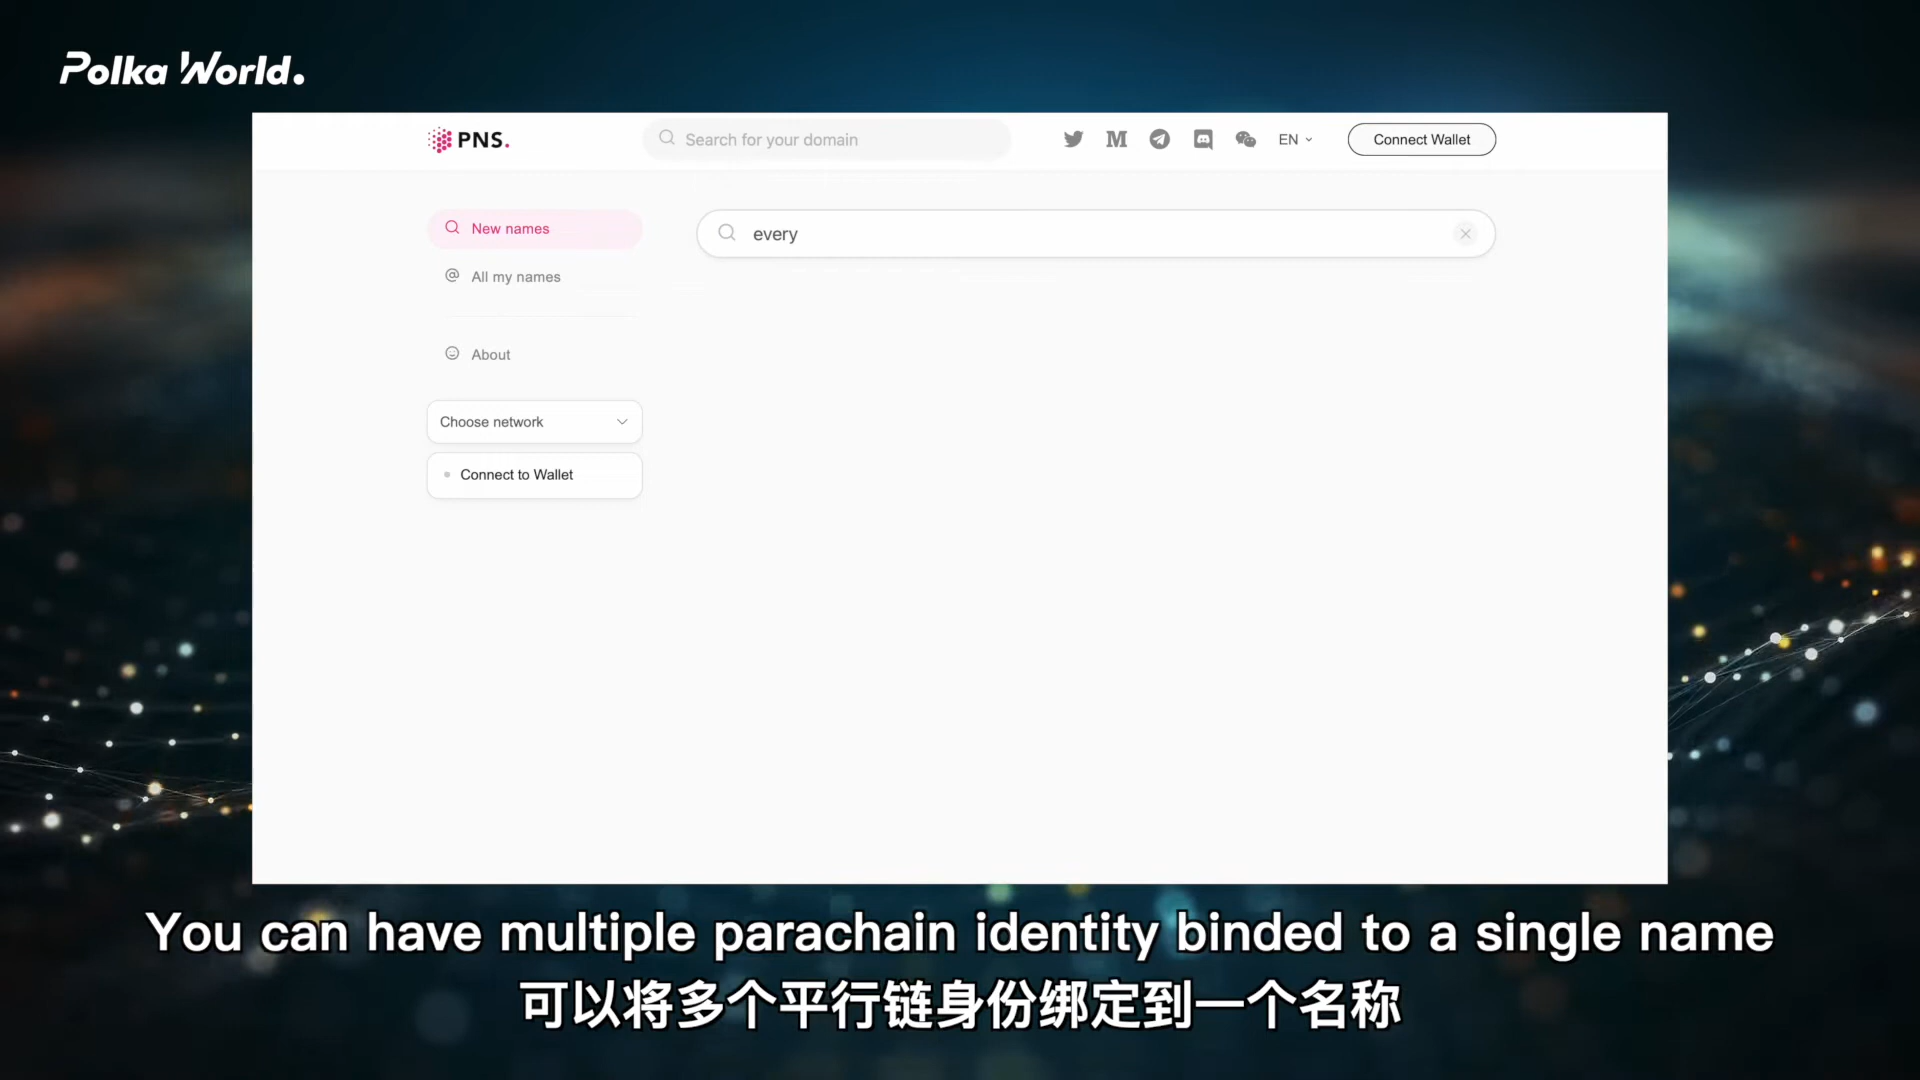 Polka World.
PNS.
Search for your domain
EN
Connect Wallet
New names
every
All my names
About
Choose network
Connect to Wallet
You can have multiple parachain identity binded to a single name
可以将多个平行链身份绑定到一个名称